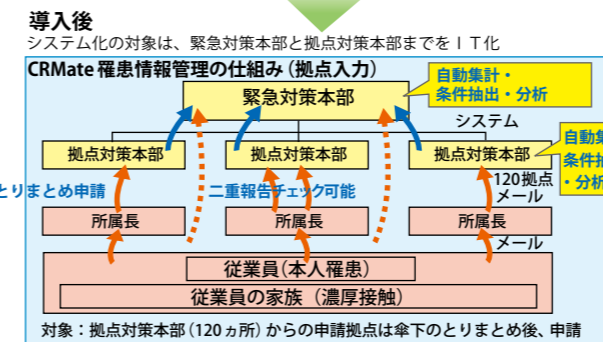 導入後
システム化の対象は、緊急対策本部と拠点対策本部までをＩＴ化
CRMate 罹患情報管理の仕組み（拠点入力）
自動集計・
条件抽出・分析
緊急対策本部
システム
自動集
条件抽
・分析
拠点対策本部
拠点対策本部
拠点対策本部
とりまとめ申請
二重報告チェック可能
120拠点
メール
所属長
所属長
所属長
メール
従業員（本人罹患）
従業員の家族（濃厚接触）
対象：拠点対策本部（120ヵ所）からの申請拠点は傘下のとりまとめ後、申請